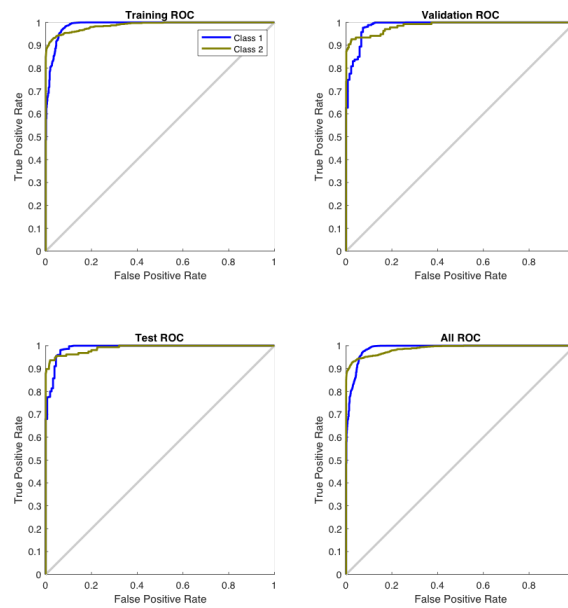 Training ROC
1
0.9
0.8
0.7
0.6
0.5
0.4
0.3
0.2
0.1
0
0 0.2 0.4 0.6 0.8 1
True Positive Rate
False Positive Rate
Class 1
Class 2
Validation ROC
1
0.9
0.8
0.7
0.6
0.5
0.4
0.3
0.2
0.1
0
0 0.2 0.4 0.6 0.8
True Positive Rate
False Positive Rate
Test ROC
1
0.9
0.8
0.7
0.6
0.5
0.4
0.3
0.2
0.1
0
0 0.2 0.4 0.6 0.8 1
True Positive Rate
False Positive Rate
All ROC
1
0.9
0.8
0.7
0.6
0.5
0.4
0.3
0.2
0.1
0
0 0.2 0.4 0.6 0.8
True Positive Rate
False Positive Rate